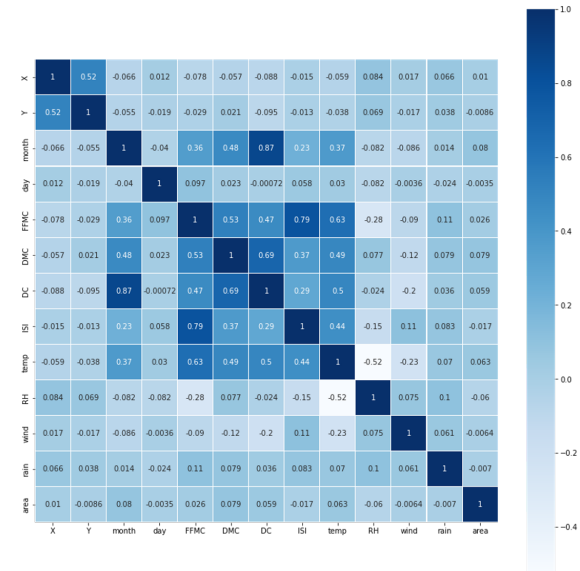 1.0
X 1 0.52 -0.066 0.012 -0.078 -0.057 -0.088 -0.015 -0.059 0.084 0.017 0.066 0.01
Y 0.52 1 -0.055 -0.019 -0.029 0.021 -0.095 -0.013 -0.038 0.069 -0.017 0.038 -0.0086
0.8
month -0.066 -0.055 1 -0.04 0.36 0.48 0.87 0.23 0.37 -0.082 -0.086 0.014 0.08
day 0.012 -0.019 -0.04 1 0.097 0.023 -0.00072 0.058 0.03 -0.082 -0.0036 -0.024 -0.0035
0.6
FFMC -0.078 -0.029 0.36 0.097 1 0.53 0.47 0.79 0.63 -0.28 -0.09 0.11 0.026
0.4
DMC -0.057 0.021 0.48 0.023 0.53 1 0.69 0.37 0.49 0.077 -0.12 0.079 0.079
DC -0.088 -0.095 0.87 -0.00072 0.47 0.69 1 0.29 0.5 -0.024 -0.2 0.036 0.059
0.2
ISI -0.015 -0.013 0.23 0.058 0.79 0.37 0.29 1 0.44 -0.15 0.11 0.083 -0.017
temp -0.059 -0.038 0.37 0.03 0.63 0.49 0.5 0.44 1 -0.52 -0.23 0.07 0.063
0.0
RH 0.084 0.069 -0.082 -0.082 -0.28 0.077 -0.024 -0.15 -0.52 1 0.075 0.1 -0.06
wind 0.017 -0.017 -0.086 -0.0036 -0.09 -0.12 -0.2 0.11 -0.23 0.075 1 0.061 -0.0064
−0.2
rain 0.066 0.038 0.014 -0.024 0.11 0.079 0.036 0.083 0.07 0.1 0.061 1 -0.007
area 0.01 -0.0086 0.08 -0.0035 0.026 0.079 0.059 -0.017 0.063 -0.06 -0.0064 -0.007 1
−0.4
X Y month day FFMC DMC DC ISI temp RH wind rain area